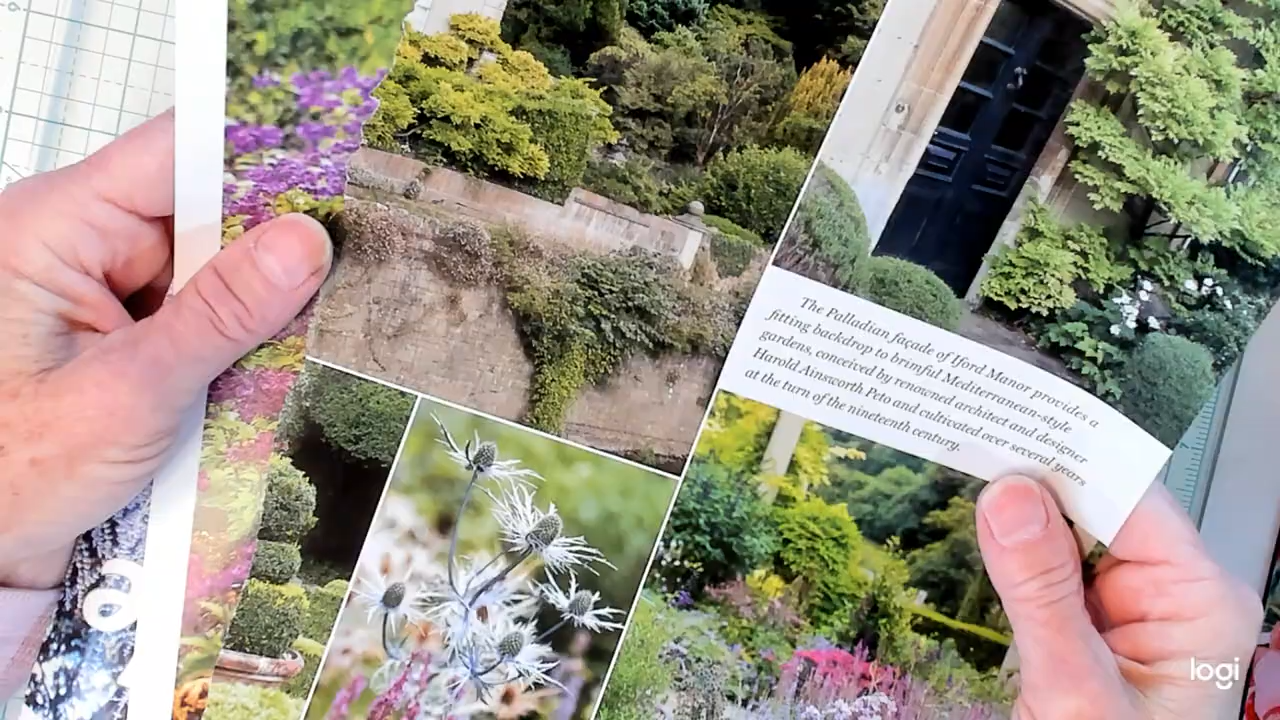 The Palladian façade of Iford Manor provides a
fitting backdrop to brimful Mediterranean-style
gardens, conceived by renowned architect and designer
Harold Ainsworth Peto and cultivated over several years
at the turn of the nineteenth century.
logi